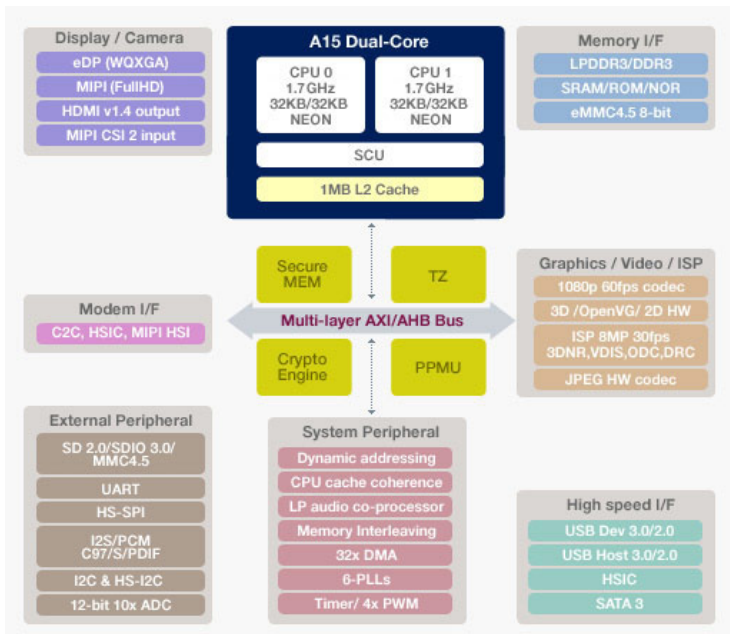 Display / Camera
eDP (WQXGA)
MIPI (FullHD)
HDMI v1.4 output
MIPI CSI 2 input
A15 Dual-Core
CPU 0
1.7GHz
32KB/32KB
NEON
CPU 1
1.7GHz
32KB/32KB
NEON
SCU
1MB L2 Cache
Memory I/F
LPDDR3/DDR3
SRAM/ROM/NOR
eMMC4.5 8-bit
Secure
MEM
TZ
Modem I/F
C2C, HSIC, MIPI HSI
Multi-layer AXI/AHB Bus
Crypto
Engine
PPMU
Graphics / Video / ISP
1080p 60fps codec
3D /OpenVG/ 2D HW
ISP 8MP 30fps
3DNR,VDIS,ODC,DRC
JPEG HW codec
External Peripheral
SD 2.0/SDIO 3.0/
MMC4.5
UART
HS-SPI
I2S/PCM
C97/S/PDIF
I2C & HS-I2C
12-bit 10x ADC
System Peripheral
Dynamic addressing
CPU cache coherence
LP audio co-processor
Memory Interleaving
32x DMA
6-PLLs
Timer/ 4x PWM
High speed I/F
USB Dev 3.0/2.0
USB Host 3.0/2.0
HSIC
SATA 3